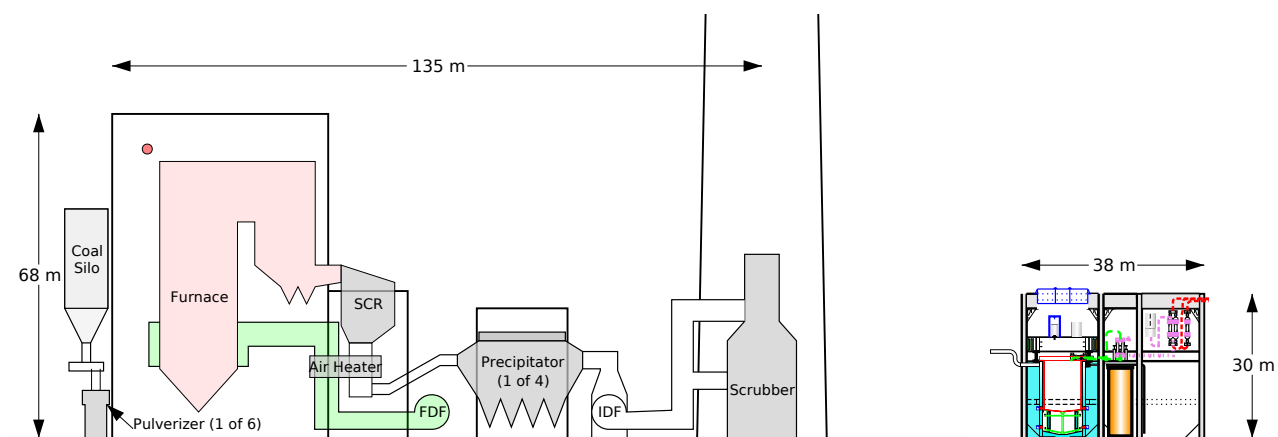 135 m
68 m
Coal
Silo
Furnace
SCR
Air Heater
Precipitator
(1 of 4)
FDF
IDF
Scrubber
Pulverizer (1 of 6)
38 m
30 m